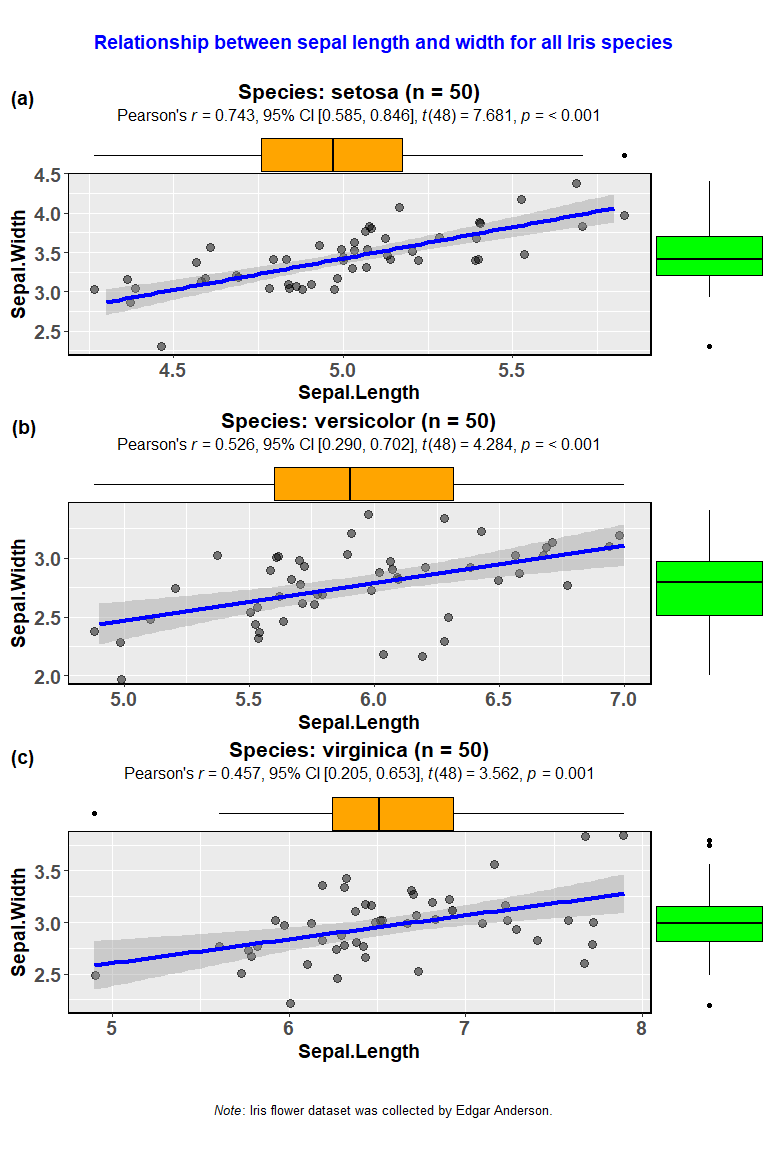 Relationship between sepal length and width for all Iris species
(a)
Species: setosa (n = 50)
Pearson's r = 0.743, 95% CI [0.585, 0.846], t(48) = 7.681, p = < 0.001
4.5
4.0
3.5
3.0
2.5
Sepal.Width
4.5 5.0 5.5
Sepal.Length
(b)
Species: versicolor (n = 50)
Pearson's r = 0.526, 95% CI [0.290, 0.702], t(48) = 4.284, p = < 0.001
3.0
2.5
2.0
Sepal.Width
5.0 5.5 6.0 6.5 7.0
Sepal.Length
(c)
Species: virginica (n = 50)
Pearson's r = 0.457, 95% CI [0.205, 0.653], t(48) = 3.562, p = 0.001
3.5
3.0
2.5
Sepal.Width
5 6 7 8
Sepal.Length
Note: Iris flower dataset was collected by Edgar Anderson.